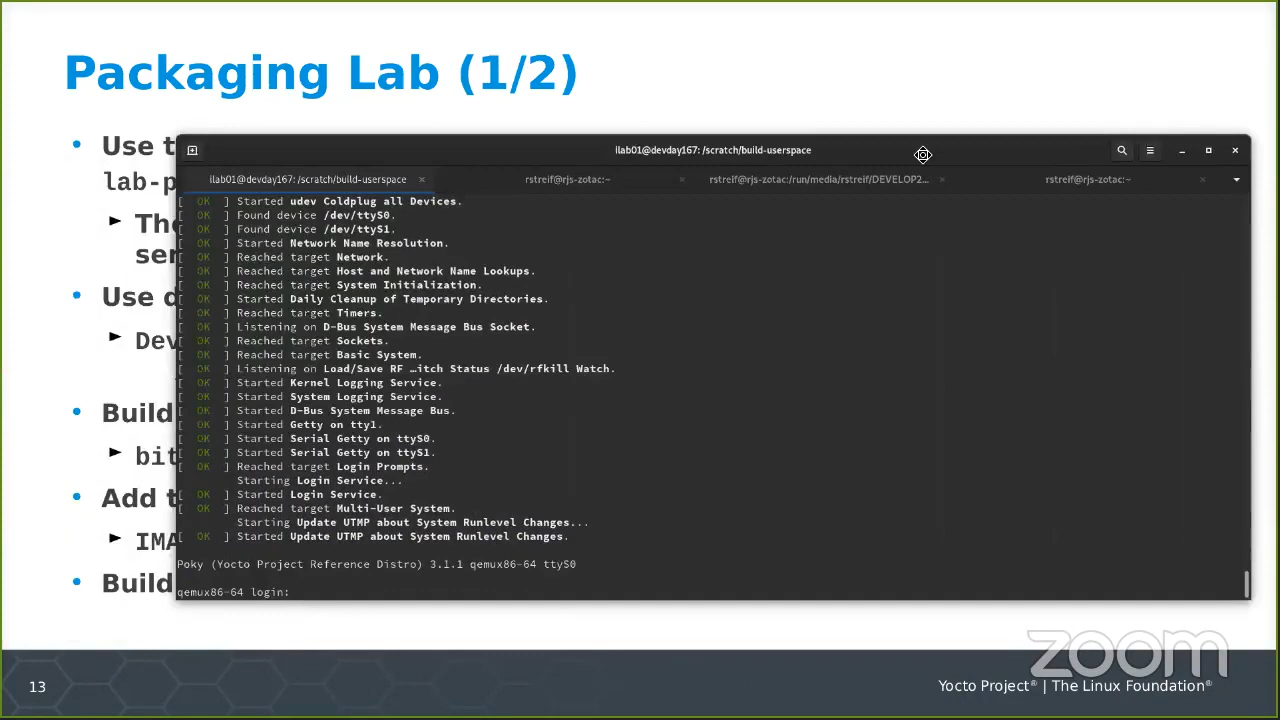 Packaging Lab (1/2)
• Use t
lab-p
► The
ser
• Use d
► Dev
• Build
► bit
• Add t
► IMA
• Build
ilab01@devday167: /scratch/build-userspace
ilab01@devday167: /scratch/build-userspace × rstreif@rjs-zotac:~ × rstreif@rjs-zotac:/run/media/rstreif/DEVELOP2... × rstreif@rjs-zotac:~ ×
[  OK  ] Started udev Coldplug all Devices.
[  OK  ] Found device /dev/ttyS0.
[  OK  ] Found device /dev/ttyS1.
[  OK  ] Started Network Name Resolution.
[  OK  ] Reached target Network.
[  OK  ] Reached target Host and Network Name Lookups.
[  OK  ] Reached target System Initialization.
[  OK  ] Started Daily Cleanup of Temporary Directories.
[  OK  ] Reached target Timers.
[  OK  ] Listening on D-Bus System Message Bus Socket.
[  OK  ] Reached target Sockets.
[  OK  ] Reached target Basic System.
[  OK  ] Listening on Load/Save RF …itch Status /dev/rfkill Watch.
[  OK  ] Started Kernel Logging Service.
[  OK  ] Started System Logging Service.
[  OK  ] Started D-Bus System Message Bus.
[  OK  ] Started Getty on tty1.
[  OK  ] Started Serial Getty on ttyS0.
[  OK  ] Started Serial Getty on ttyS1.
[  OK  ] Reached target Login Prompts.
Starting Login Service...
[  OK  ] Started Login Service.
[  OK  ] Reached target Multi-User System.
Starting Update UTMP about System Runlevel Changes...
[  OK  ] Started Update UTMP about System Runlevel Changes.
Poky (Yocto Project Reference Distro) 3.1.1 qemux86-64 ttyS0
qemux86-64 login:
zoom
13
Yocto Project® | The Linux Foundation®